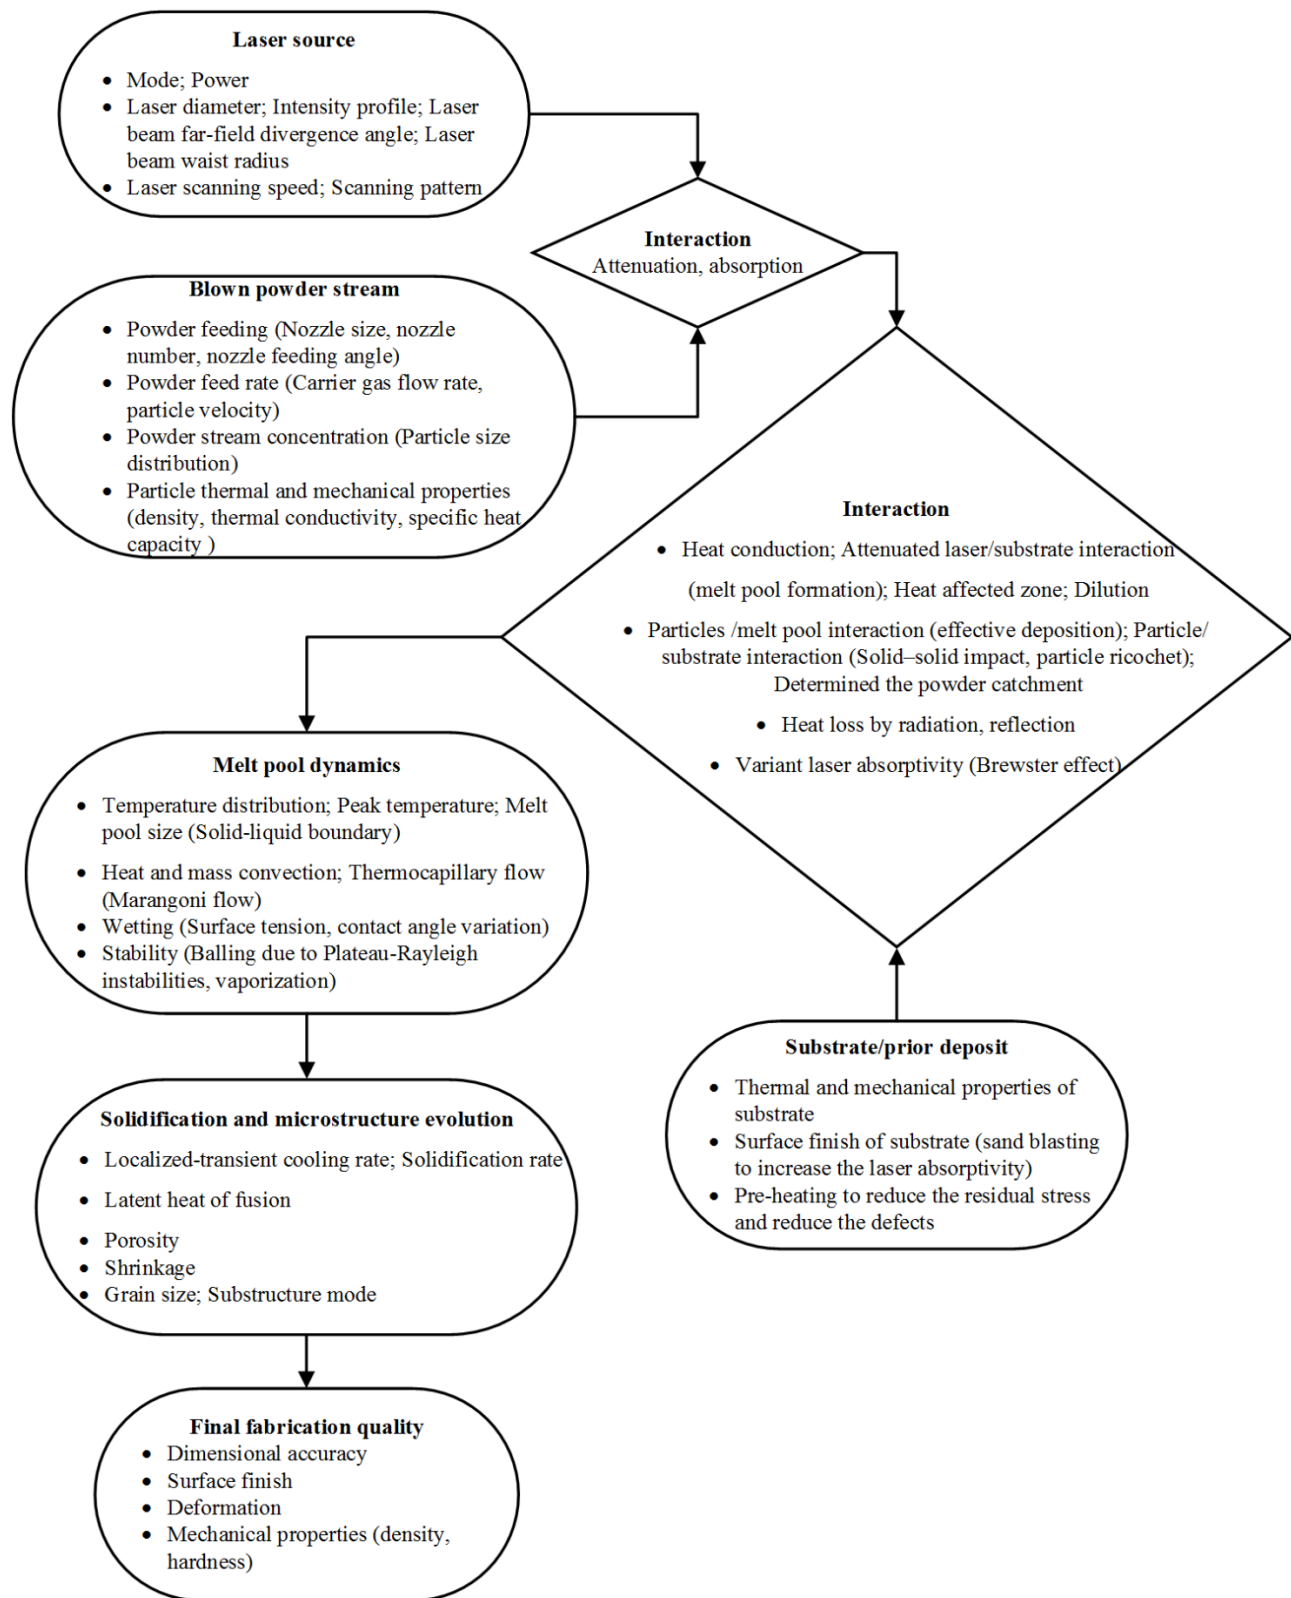 Laser source
• Mode; Power
• Laser diameter; Intensity profile; Laser
beam far-field divergence angle; Laser
beam waist radius
• Laser scanning speed; Scanning pattern
Interaction
Attenuation, absorption
Blown powder stream
• Powder feeding (Nozzle size, nozzle
number, nozzle feeding angle)
• Powder feed rate (Carrier gas flow rate,
particle velocity)
• Powder stream concentration (Particle size
distribution)
• Particle thermal and mechanical properties
(density, thermal conductivity, specific heat
capacity )
Interaction
• Heat conduction; Attenuated laser/substrate interaction
(melt pool formation); Heat affected zone; Dilution
• Particles /melt pool interaction (effective deposition); Particle/
substrate interaction (Solid–solid impact, particle ricochet);
Determined the powder catchment
• Heat loss by radiation, reflection
• Variant laser absorptivity (Brewster effect)
Melt pool dynamics
• Temperature distribution; Peak temperature; Melt
pool size (Solid-liquid boundary)
• Heat and mass convection; Thermocapillary flow
(Marangoni flow)
• Wetting (Surface tension, contact angle variation)
• Stability (Balling due to Plateau-Rayleigh
instabilities, vaporization)
Substrate/prior deposit
• Thermal and mechanical properties of
substrate
• Surface finish of substrate (sand blasting
to increase the laser absorptivity)
• Pre-heating to reduce the residual stress
and reduce the defects
Solidification and microstructure evolution
• Localized-transient cooling rate; Solidification rate
• Latent heat of fusion
• Porosity
• Shrinkage
• Grain size; Substructure mode
Final fabrication quality
• Dimensional accuracy
• Surface finish
• Deformation
• Mechanical properties (density,
hardness)